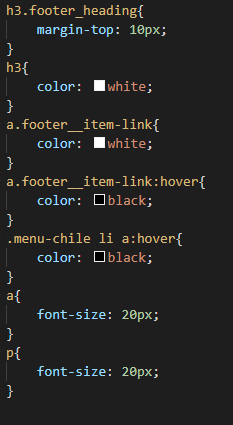 h3.footer_heading{
    margin-top: 10px;
}
h3{
    color: white;
}
a.footer__item-link{
    color: white;
}
a.footer__item-link:hover{
    color: black;
}
.menu-chile li a:hover{
    color: black;
}
a{
    font-size: 20px;
}
p{
    font-size: 20px;
}